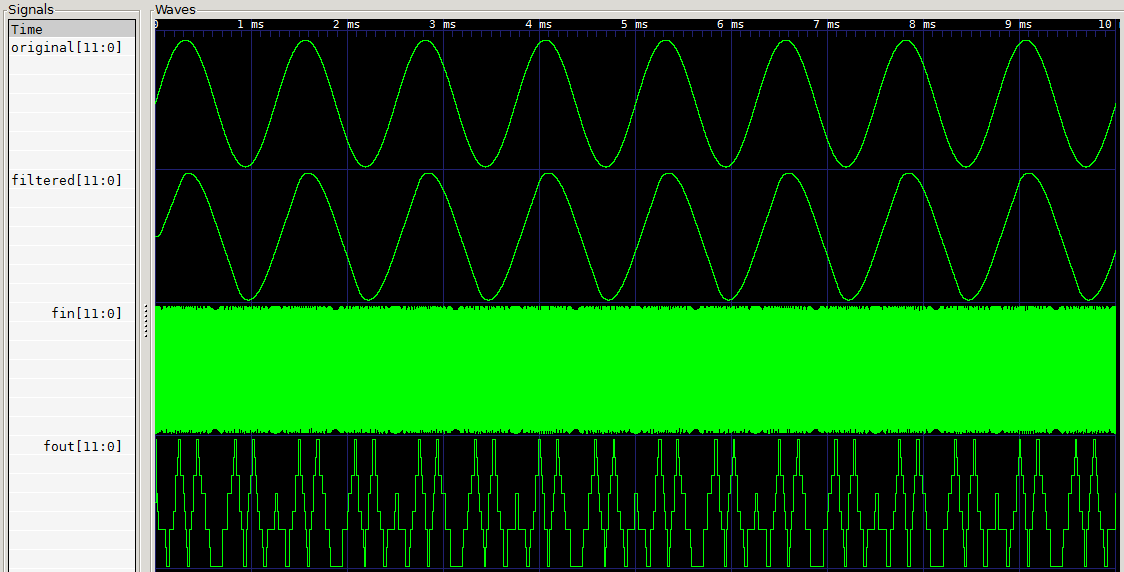 Signals
Waves
Time
0 1 ms 2 ms 3 ms 4 ms 5 ms 6 ms 7 ms 8 ms 9 ms 10
original[11:0]
filtered[11:0]
fin[11:0]
fout[11:0]